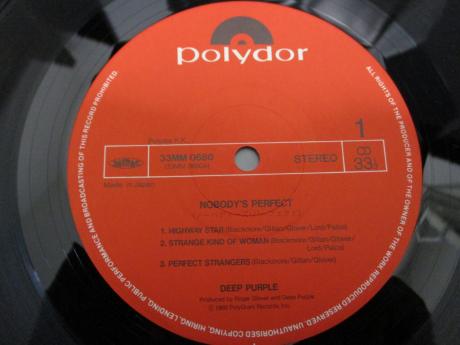 polydor
ALL RIGHTS OF THE PRODUCER AND OF THE OWNER OF THE WORK REPRODUCED RESERVED. UNAUTHORISED COPYING, HIRING, LENDING, PUBLIC PERFORMANCE AND BROADCASTING OF THIS RECORD PROHIBITED.
Polydor K.K.
1
33MM 0680
STEREO
33⅓
Made in Japan
NOBODY'S PERFECT
1. HIGHWAY STAR (Blackmore/Gillan/Glover/Lord/Paice)
2. STRANGE KIND OF WOMAN (Blackmore/Gillan/Glover/
Lord/Paice)
3. PERFECT STRANGERS (Blackmore/Gillan/Glover)
DEEP PURPLE
Produced by Roger Glover and Deep Purple